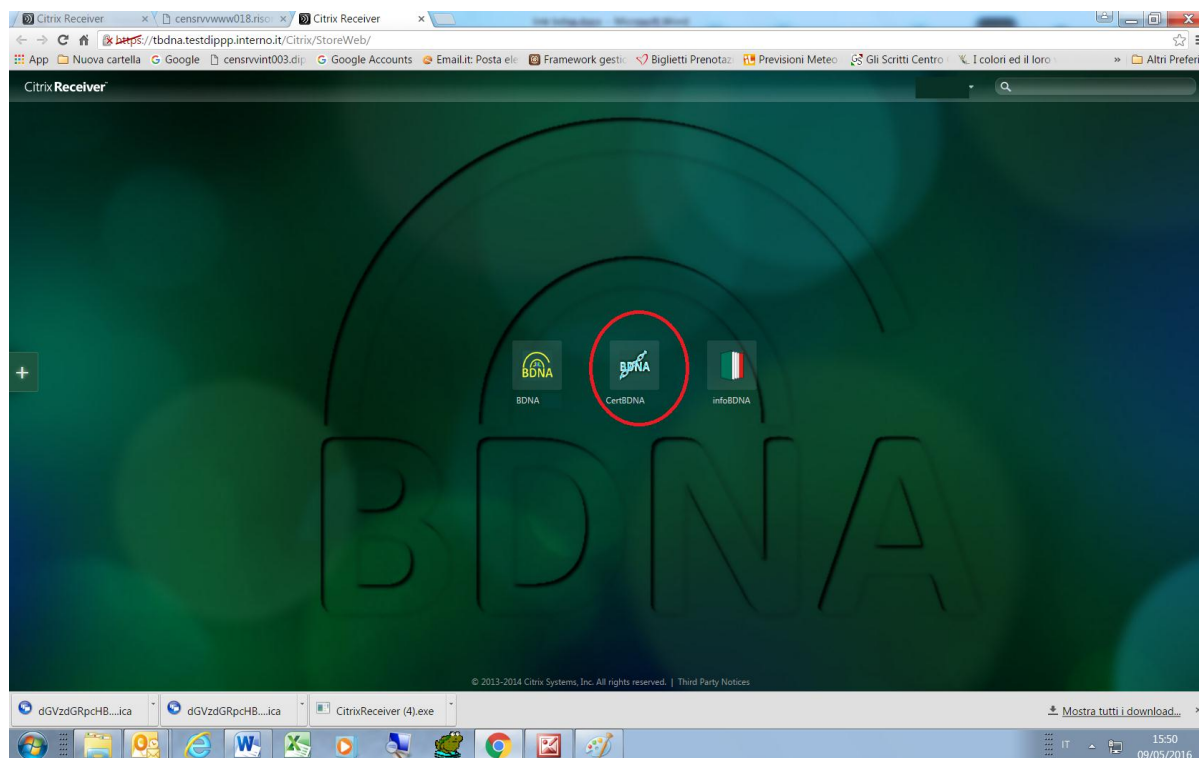 Citrix Receiver
censrvvwww018.riso
Citrix Receiver
https://tbdna.testdippp.interno.it/Citrix/StoreWeb/
App
Nuova cartella
Google
censrvvint003.dip
Google Accounts
Email.it: Posta ele
Framework gestic
Biglietti Prenotaz
Previsioni Meteo
Gli Scritti Centro
I colori ed il loro
» Altri Preferi
Citrix Receiver
BDNA
BDNA
BDNA
BDNA
CertBDNA
infoBDNA
BDNA
© 2013-2014 Citrix Systems, Inc. All rights reserved. | Third Party Notices
dGVzdGRpcHB....ica
dGVzdGRpcHB....ica
CitrixReceiver (4).exe
Mostra tutti i download...
IT
15:50
09/05/2016